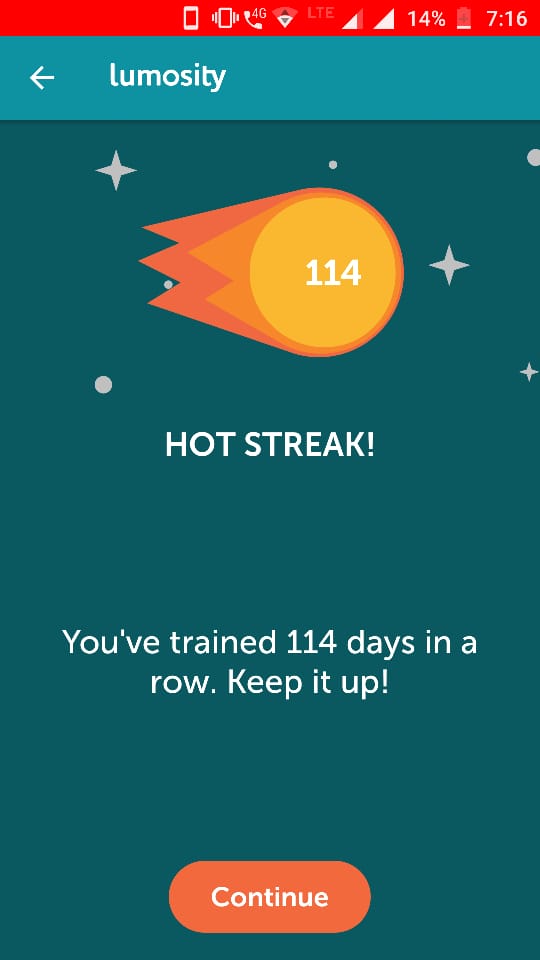 4G LTE 14% 7:16
lumosity
114
HOT STREAK!
You've trained 114 days in a
row. Keep it up!
Continue